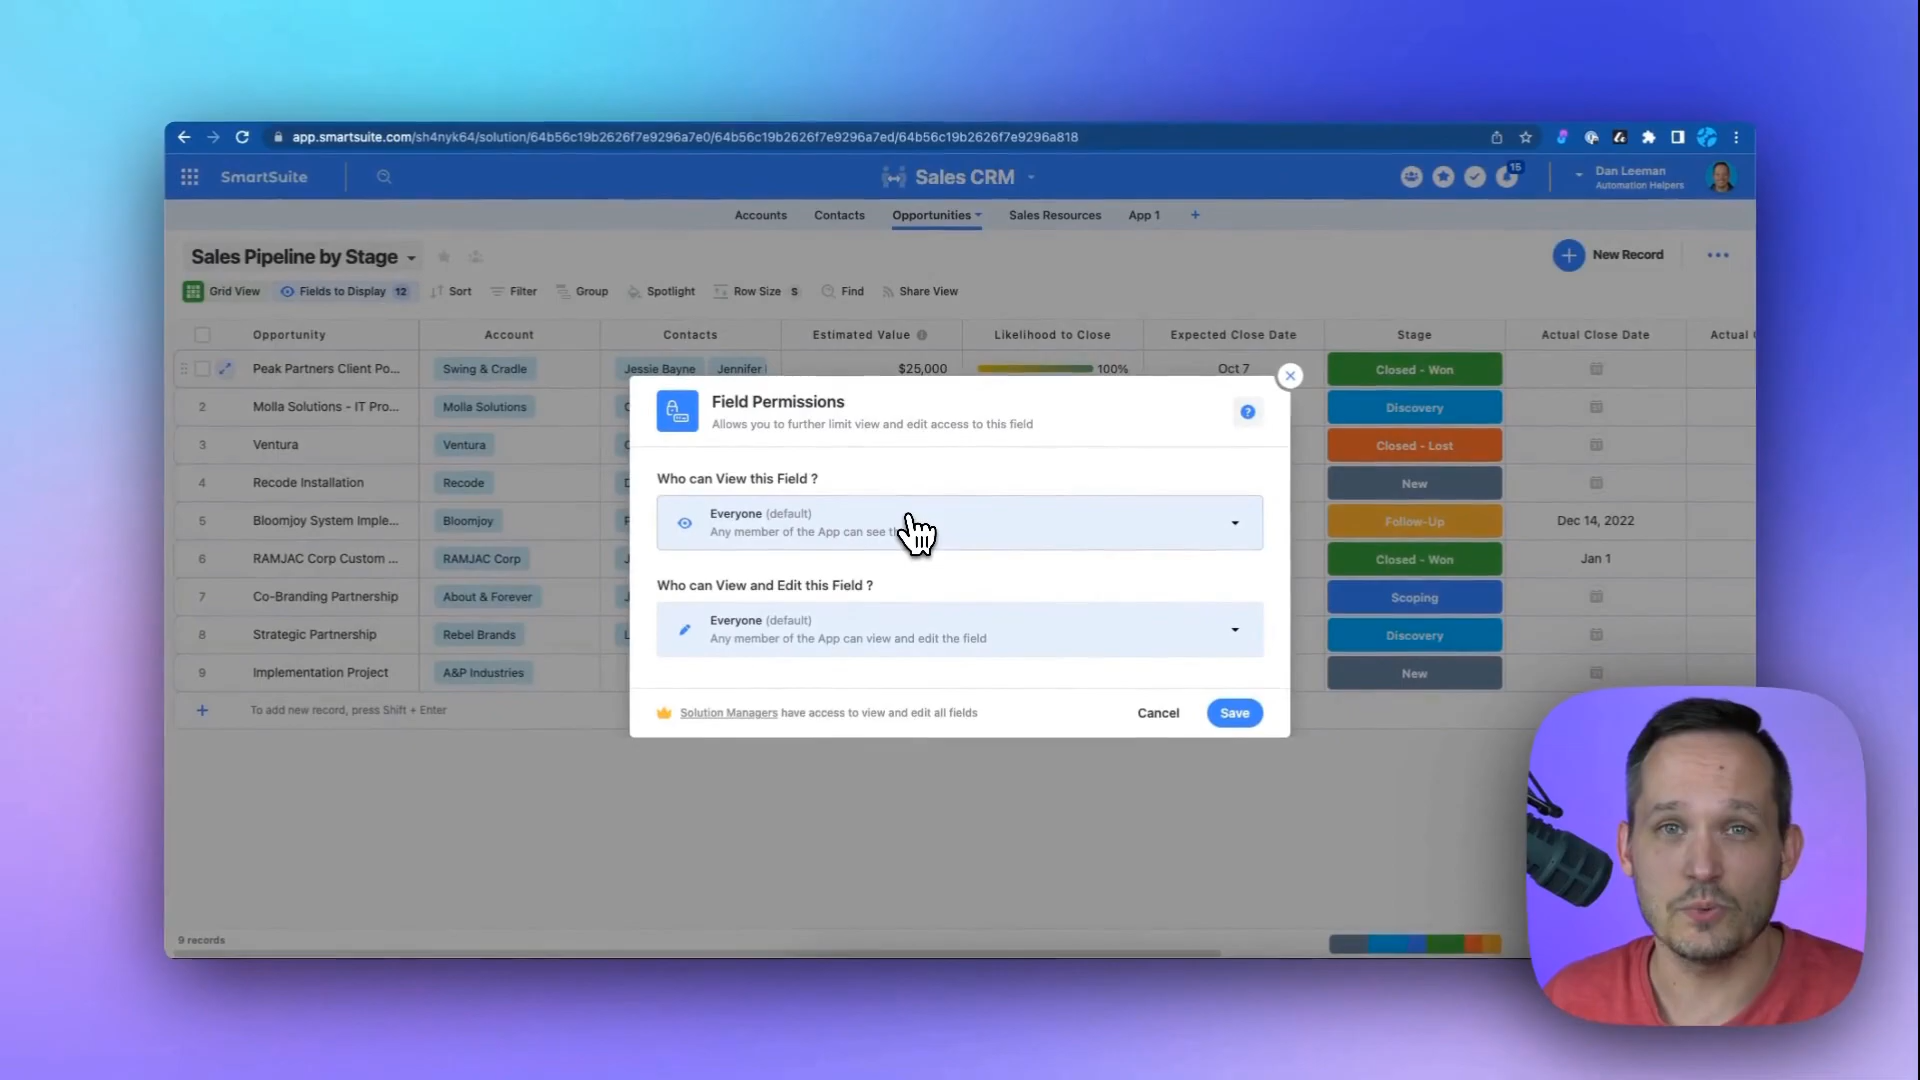 app.smartsuite.com/sh4nyk64/solution/64b56c19b2626f7e9296a7e0/64b56c19b2626f7e9296a7ed/64b56c19b2626f7e9296a818
SmartSuite
Sales CRM
15
Dan Leeman
Automation Helpers
Accounts
Contacts
Opportunities
Sales Resources
App 1
Sales Pipeline by Stage
New Record
Grid View
Fields to Display 12
Sort
Filter
Group
Spotlight
Row Size S
Find
Share View
Opportunity Account Contacts Estimated Value Likelihood to Close Expected Close Date Stage Actual Close Date Actual
Peak Partners Client Po... Swing & Cradle Jessie Bayne Jennifer $25,000 100% Oct 7 Closed - Won
2 Molla Solutions - IT Pro... Molla Solutions Discovery
3 Ventura Ventura Closed - Lost
4 Recode Installation Recode New
5 Bloomjoy System Imple... Bloomjoy Follow-Up Dec 14, 2022
6 RAMJAC Corp Custom ... RAMJAC Corp Closed - Won Jan 1
7 Co-Branding Partnership About & Forever Scoping
8 Strategic Partnership Rebel Brands Discovery
9 Implementation Project A&P Industries New
To add new record, press Shift + Enter
Field Permissions
Allows you to further limit view and edit access to this field
Who can View this Field ?
Everyone (default)
Any member of the App can see
Who can View and Edit this Field ?
Everyone (default)
Any member of the App can view and edit the field
Solution Managers have access to view and edit all fields
Cancel
Save
9 records